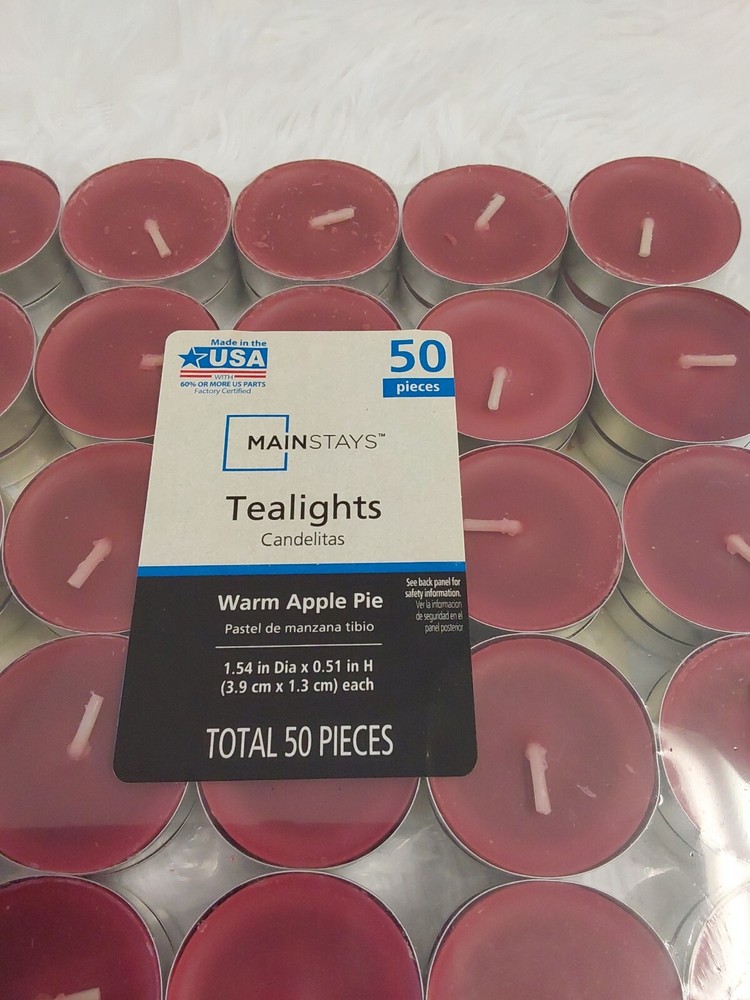 Made in the
USA
WITH
60% OR MORE US PARTS
Factory Certified
50
pieces
MAINSTAYS™
Tealights
Candelitas
See back panel for
safety information.
Ver la informacion
de seguridad en el
panel posterior
Warm Apple Pie
Pastel de manzana tibio
1.54 in Dia x 0.51 in H
(3.9 cm x 1.3 cm) each
TOTAL 50 PIECES